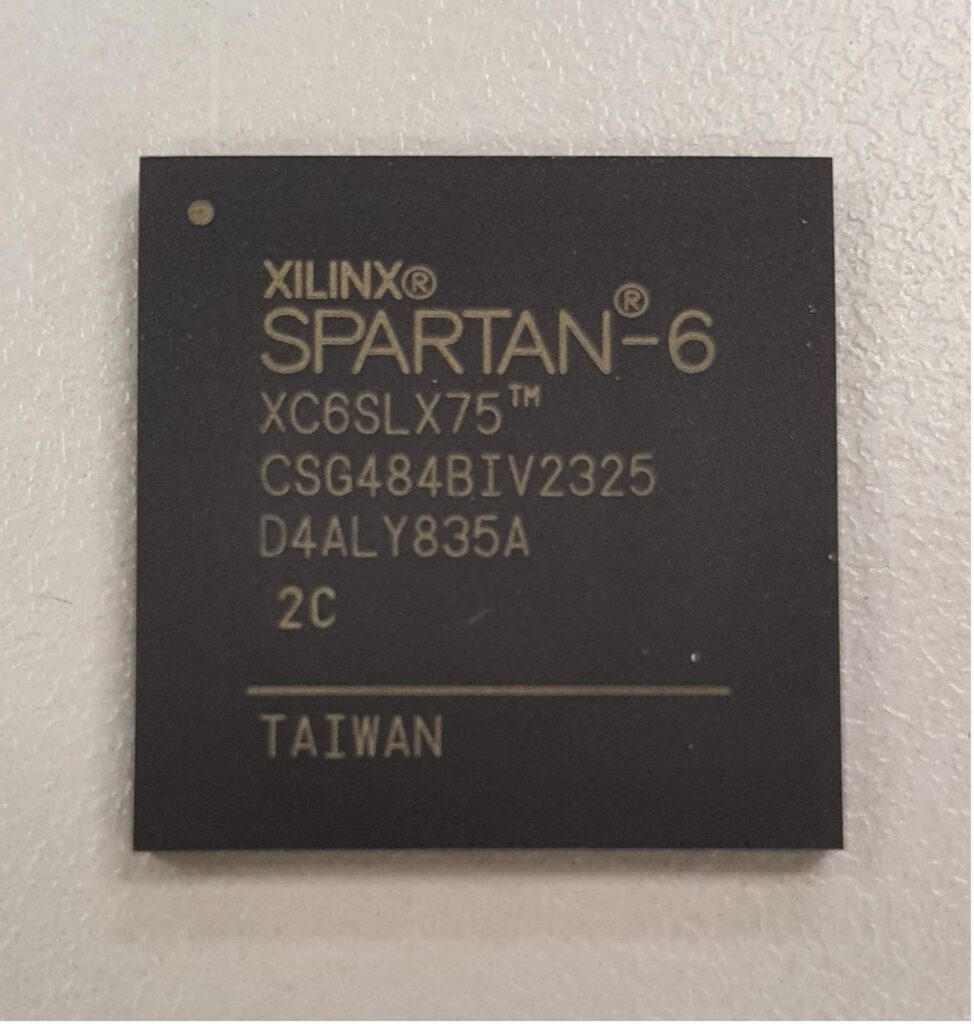 XILINX®
SPARTAN®-6
XC6SLX75™
CSG484BIV2325
D4ALY835A
2C
TAIWAN